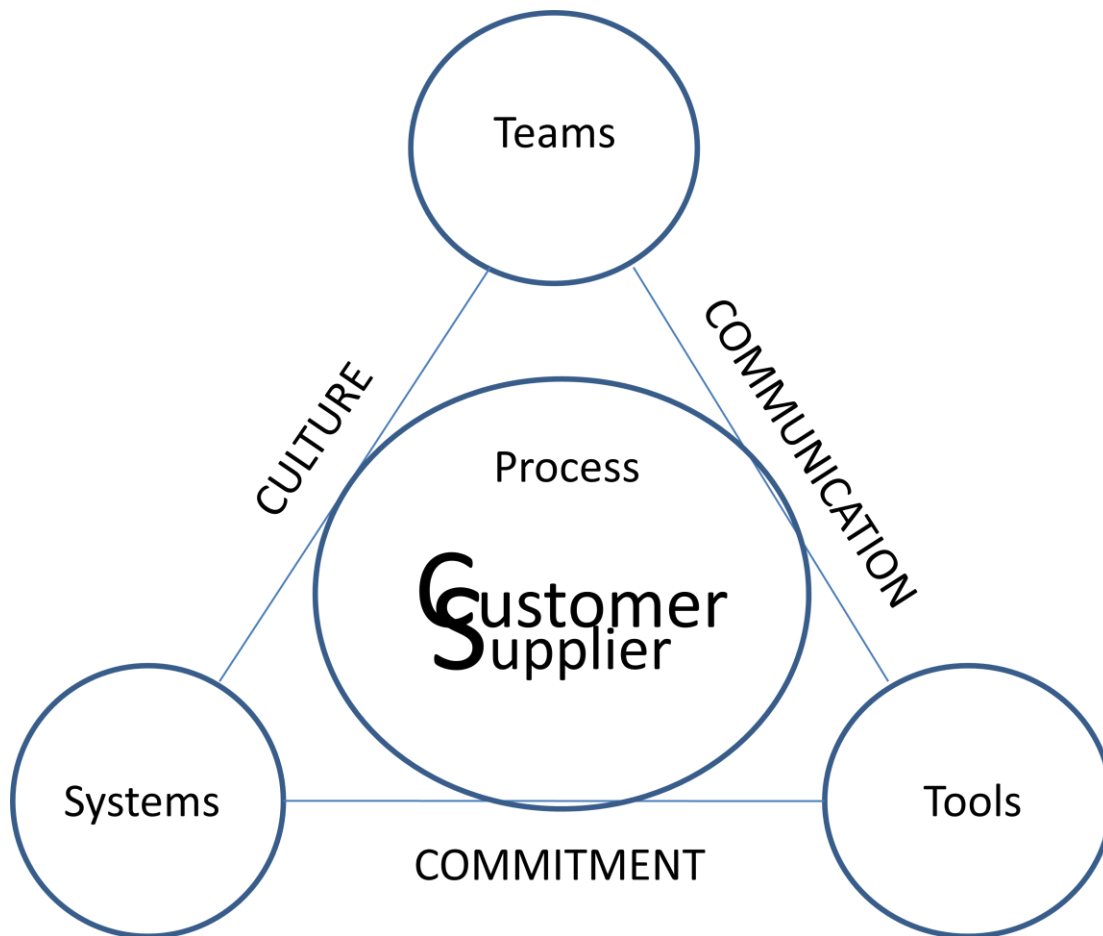 Teams
CULTURE
COMMUNICATION
Process
Customer
Supplier
Systems
Tools
COMMITMENT